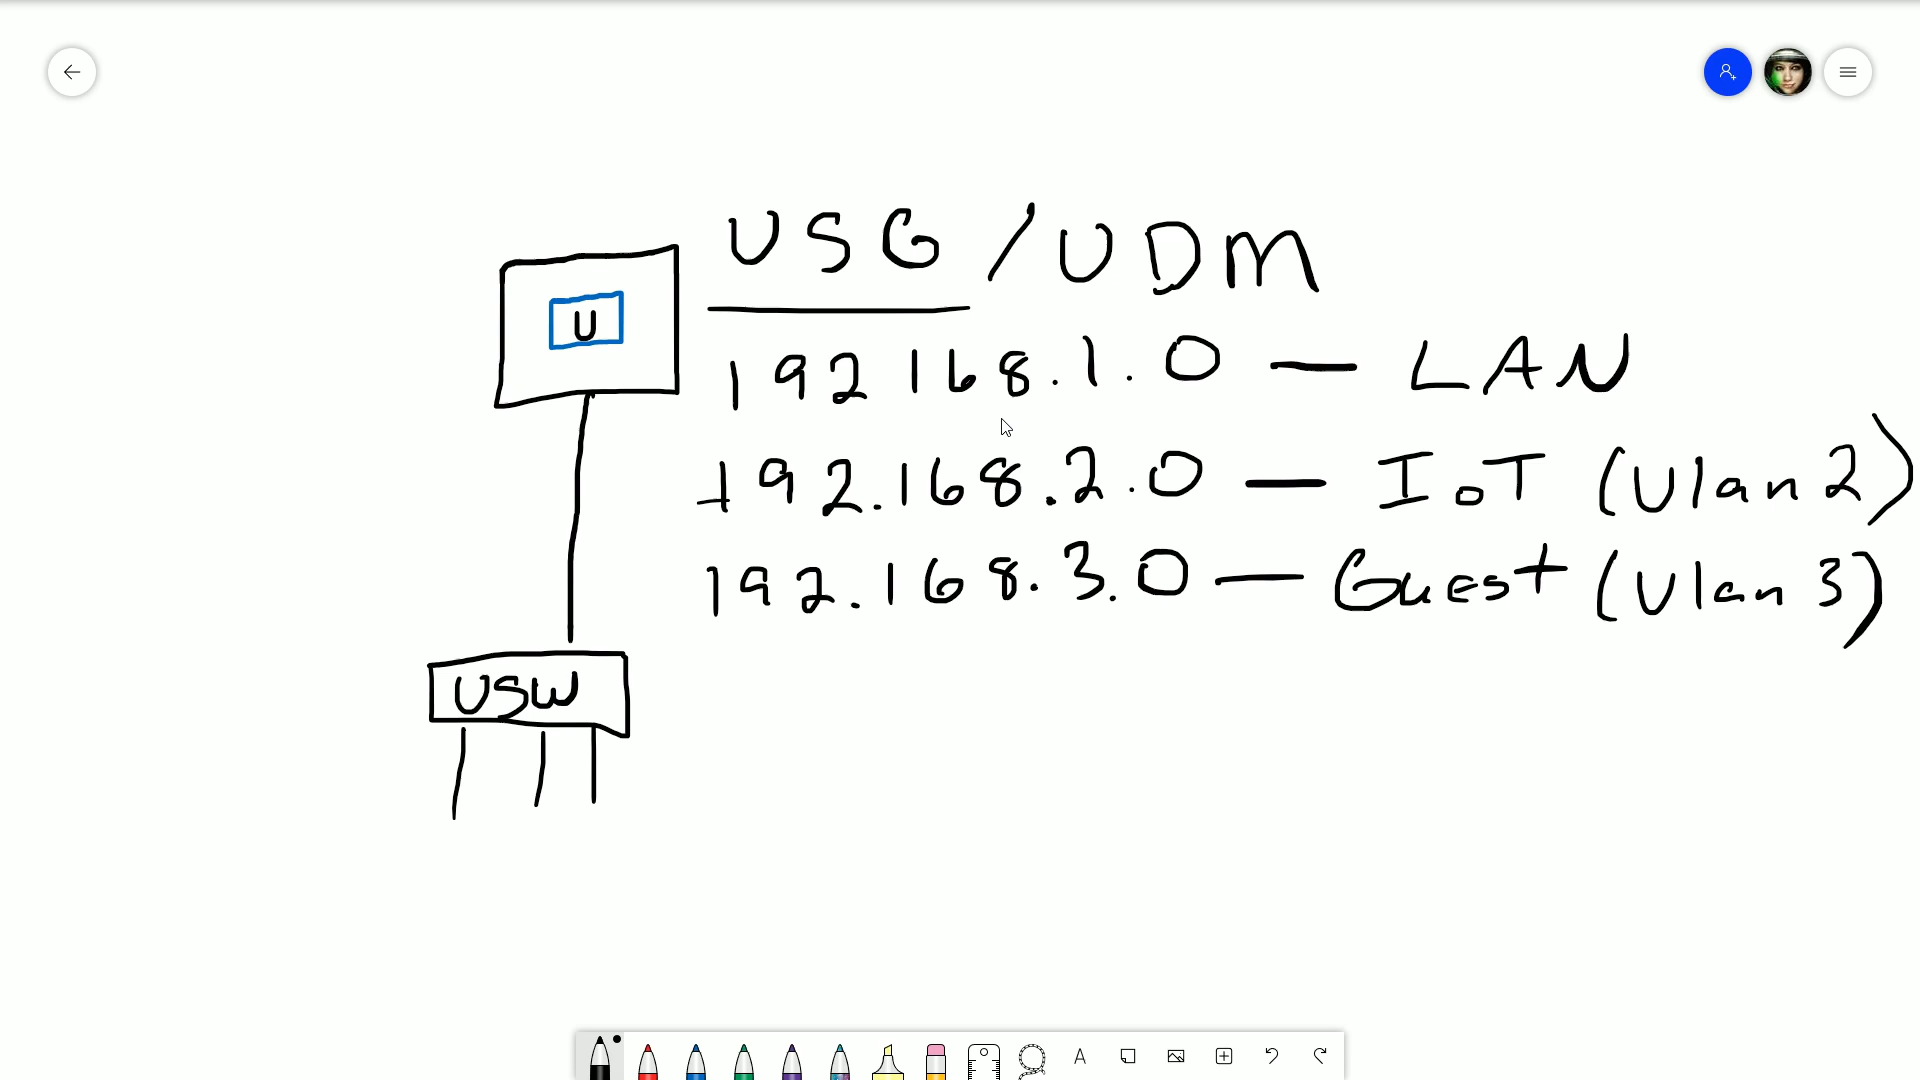 USG/UDM
U
192 168.1.0 — LAN
192.168.2.0 — IoT (Vlan 2)
192.168.3.0 — Guest (Vlan 3)
USW
A